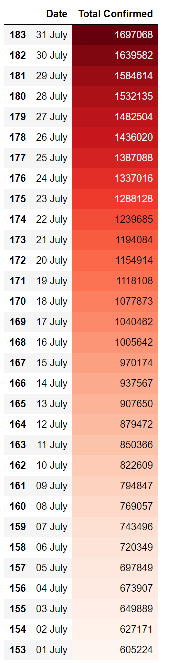 Date Total Confirmed
183 31 July 1697068
182 30 July 1639582
181 29 July 1584614
180 28 July 1532135
179 27 July 1482504
178 26 July 1436020
177 25 July 1387088
176 24 July 1337016
175 23 July 1288128
174 22 July 1239685
173 21 July 1194084
172 20 July 1154914
171 19 July 1118108
170 18 July 1077873
169 17 July 1040462
168 16 July 1005642
167 15 July 970174
166 14 July 937567
165 13 July 907650
164 12 July 879472
163 11 July 850366
162 10 July 822609
161 09 July 794847
160 08 July 769057
159 07 July 743496
158 06 July 720349
157 05 July 697849
156 04 July 673907
155 03 July 649889
154 02 July 627171
153 01 July 605224